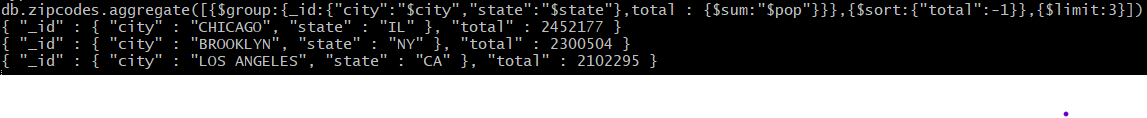 db.zipcodes.aggregate([{$group:{_id:{"city":"$city","state":"$state"},total : {$sum:"$pop"}}},{$sort:{"total":-1}},{$limit:3}])
{ "_id" : { "city" : "CHICAGO", "state" : "IL" }, "total" : 2452177 }
{ "_id" : { "city" : "BROOKLYN", "state" : "NY" }, "total" : 2300504 }
{ "_id" : { "city" : "LOS ANGELES", "state" : "CA" }, "total" : 2102295 }